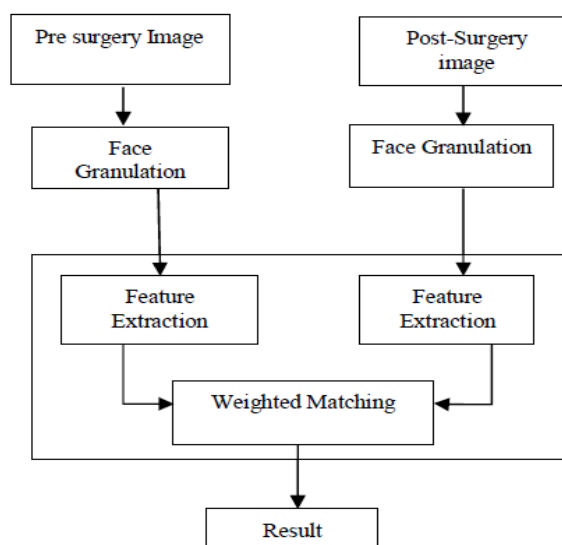 Pre surgery Image
Post-Surgery
image
Face
Granulation
Face Granulation
Feature
Extraction
Feature
Extraction
Weighted Matching
Result